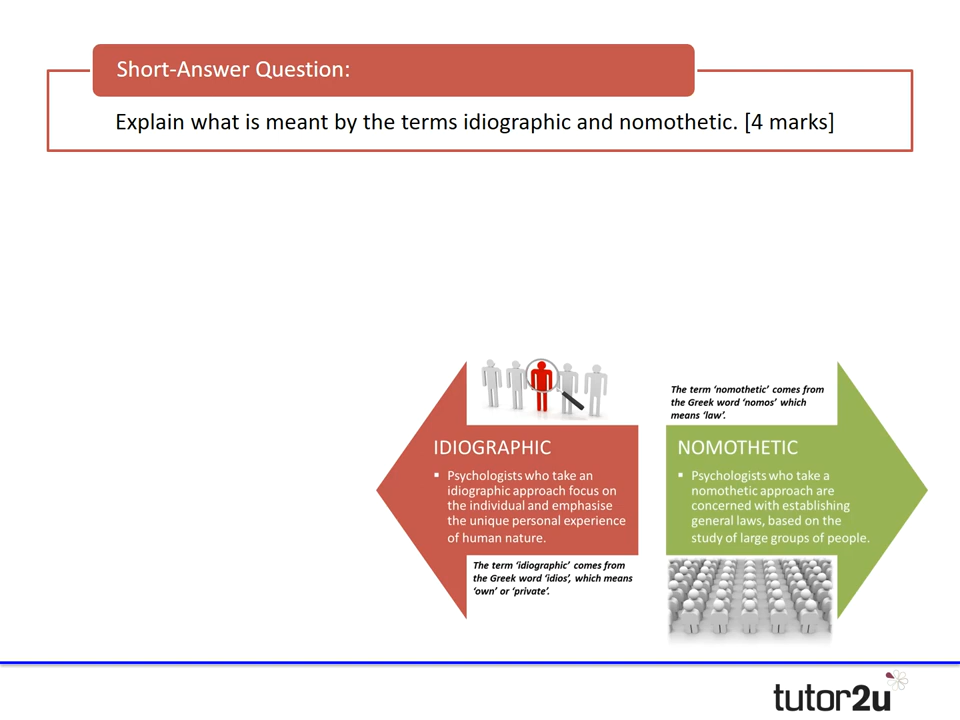 Short-Answer Question:
Explain what is meant by the terms idiographic and nomothetic. [4 marks]
IDIOGRAPHIC
▪ Psychologists who take an
idiographic approach focus on
the individual and emphasise
the unique personal experience
of human nature.
The term ‘idiographic’ comes from
the Greek word ‘idios’, which means
‘own’ or ‘private’.
The term ‘nomothetic’ comes from
the Greek word ‘nomos’ which
means ‘law’.
NOMOTHETIC
▪ Psychologists who take a
nomothetic approach are
concerned with establishing
general laws, based on the
study of large groups of people.
tutor2u